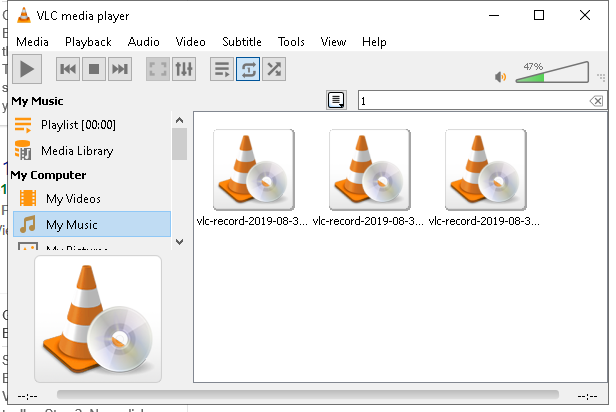 VLC media player
Media Playback Audio Video Subtitle Tools View Help
47%
My Music
1
Playlist [00:00]
Media Library
My Computer
My Videos
My Music
vlc-record-2019-08-3... vlc-record-2019-08-3... vlc-record-2019-08-3...
--:-- --:--